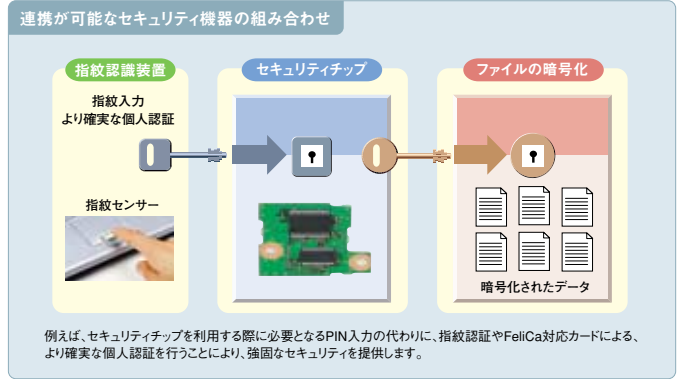 連携が可能なセキュリティ機器の組み合わせ
指紋認識装置
指紋入力
より確実な個人認証
指紋センサー
セキュリティチップ
ファイルの暗号化
暗号化されたデータ
例えば、セキュリティチップを利用する際に必要となるPIN入力の代わりに、指紋認証やFeliCa対応カードによる、
より確実な個人認証を行うことにより、強固なセキュリティを提供します。